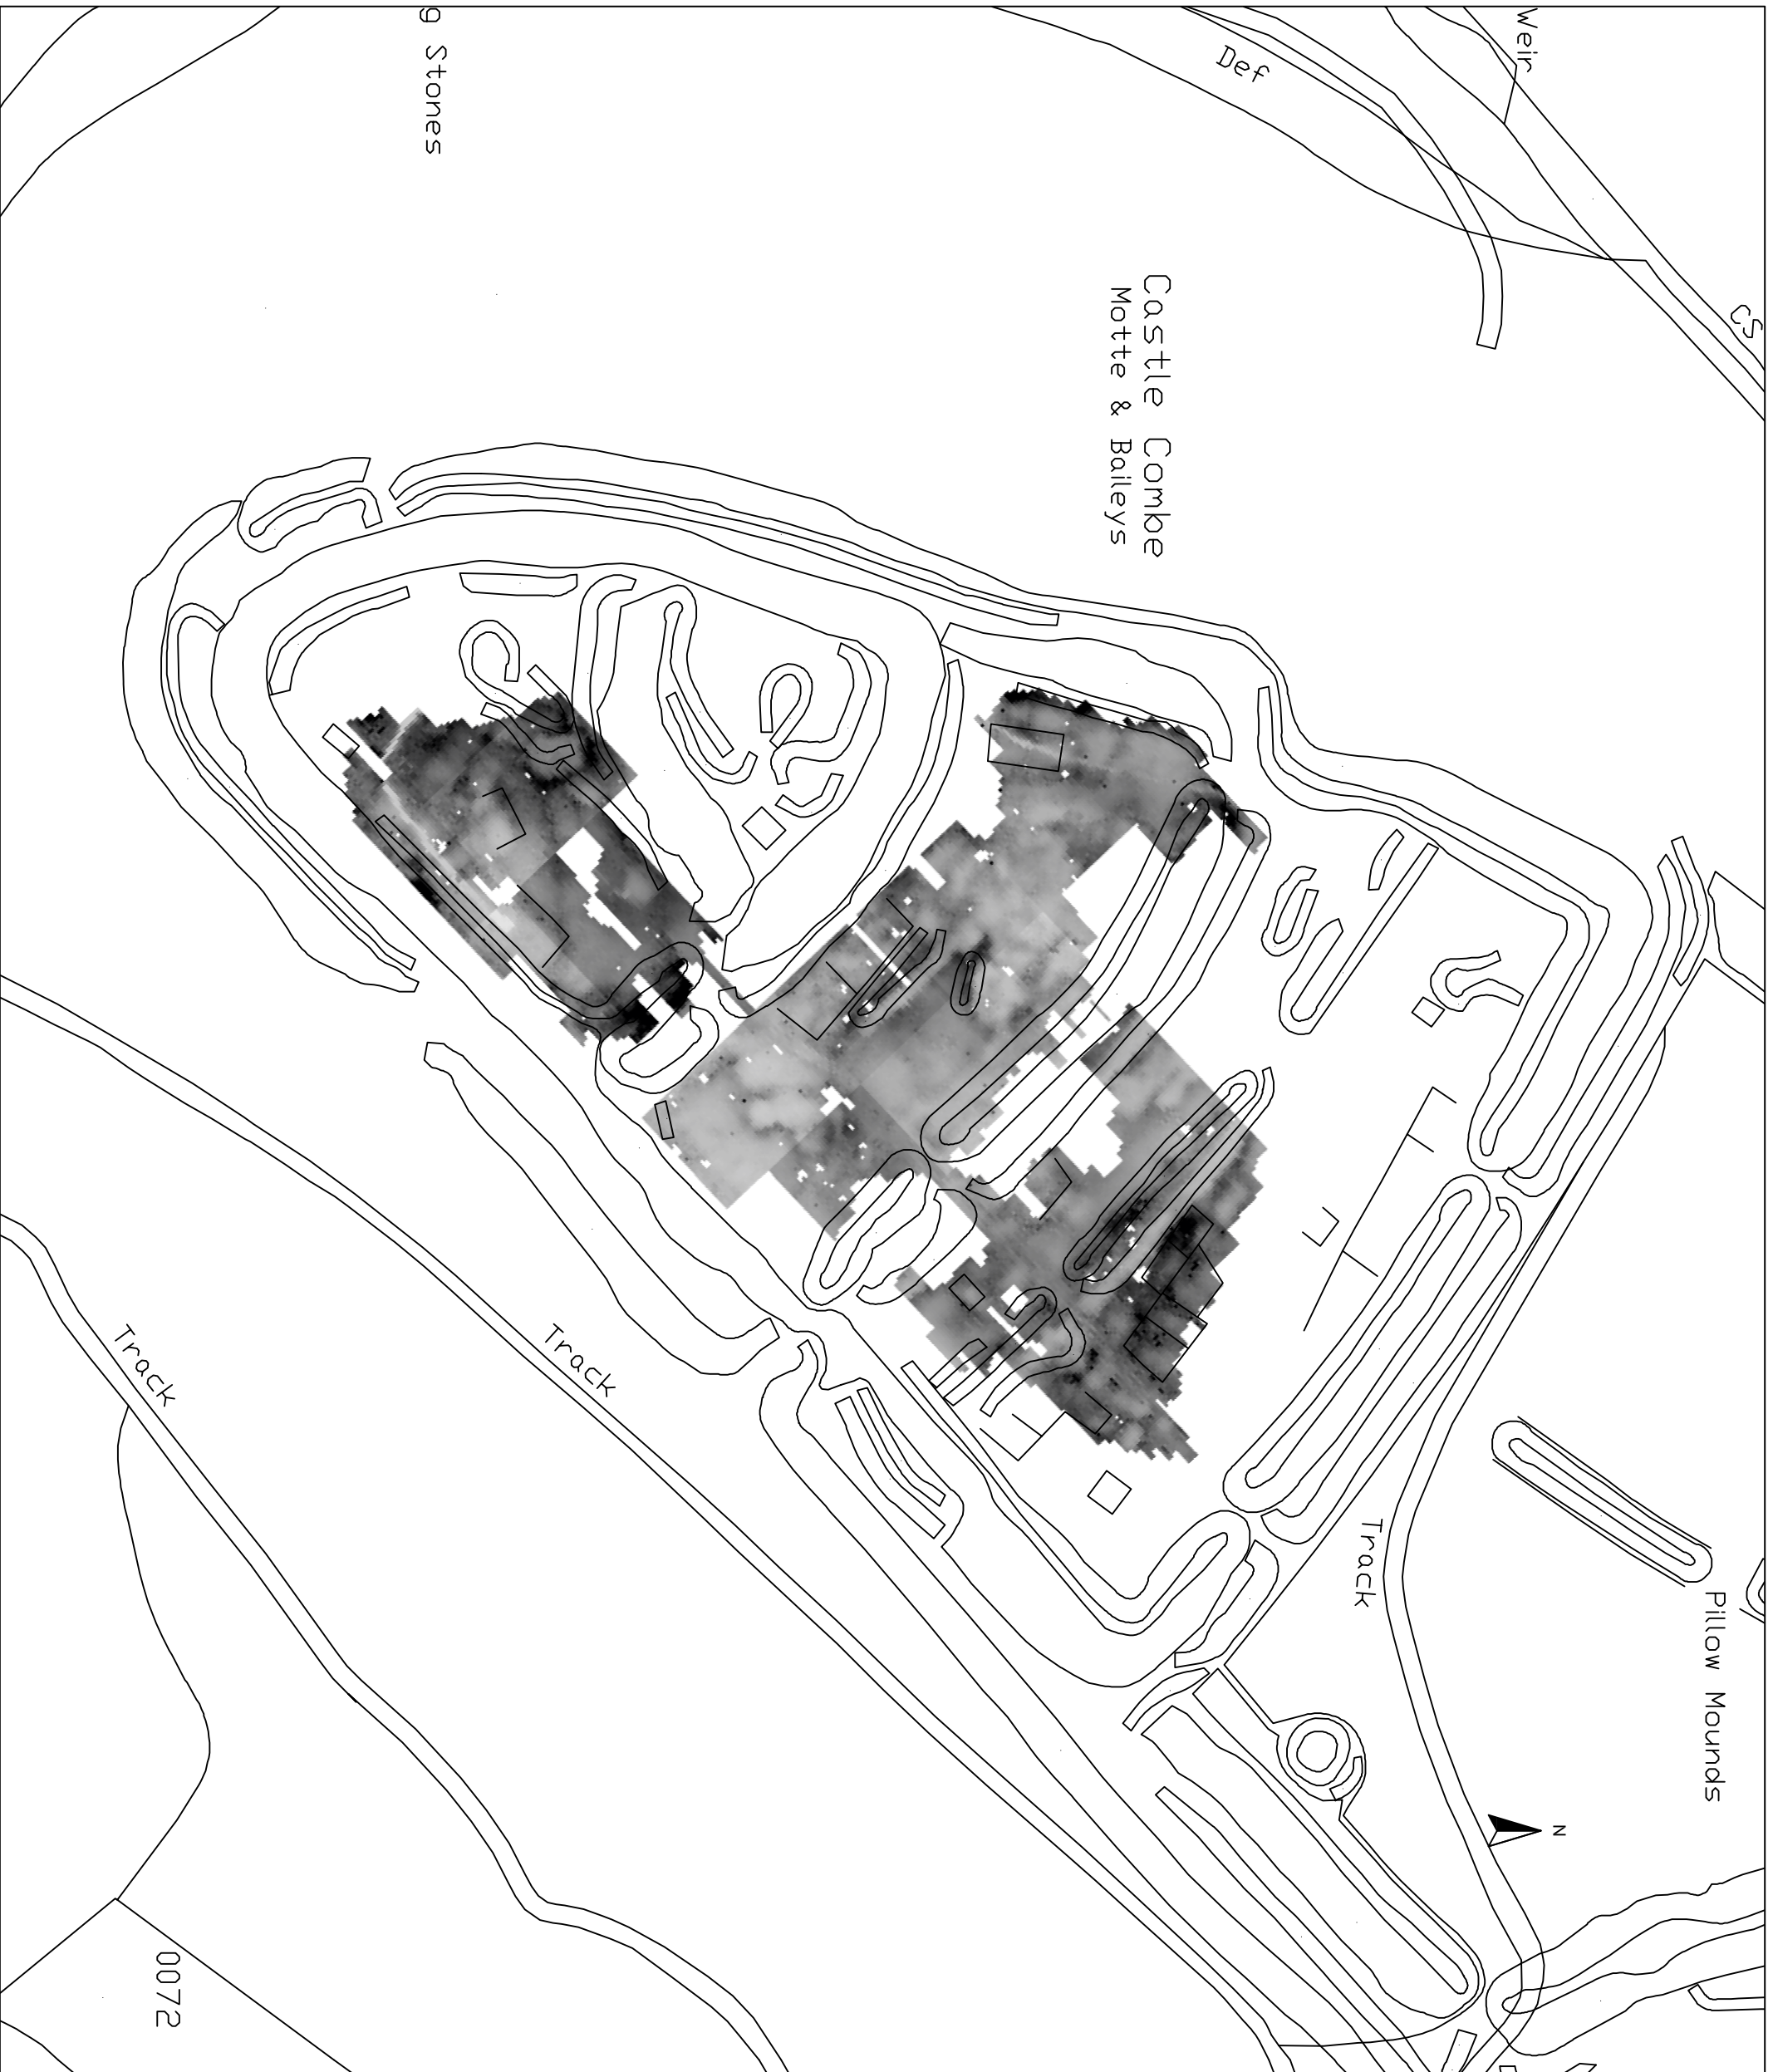 Weir
CS
Def
g Stones
Castle Combe
Motte & Baileys
Track
Track
Track
Pillow Mounds
N
0072